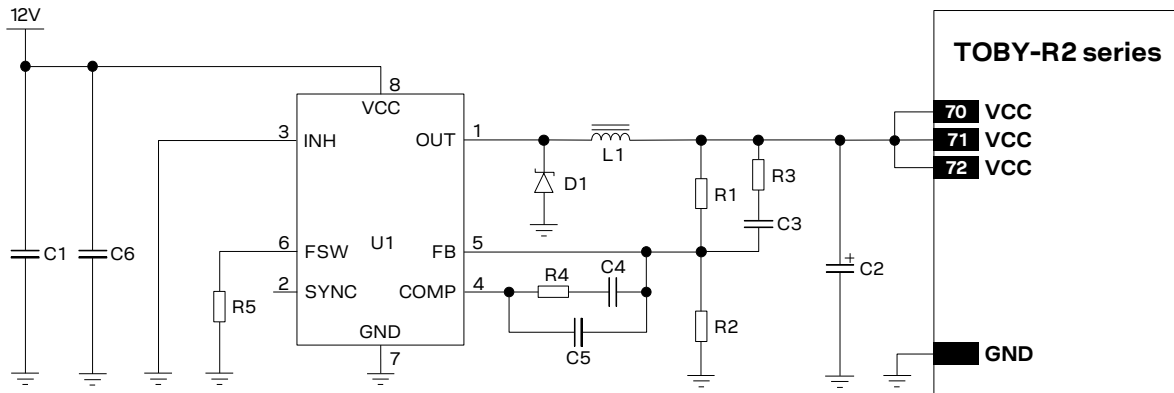 12V
TOBY-R2 series
8
VCC
3
INH
OUT
1
L1
70 VCC
71 VCC
72 VCC
D1
R1
R3
C3
C1
C6
6
FSW
U1
FB
5
R4
C4
C2
2
SYNC
COMP
4
R5
R2
C5
GND
7
GND
+